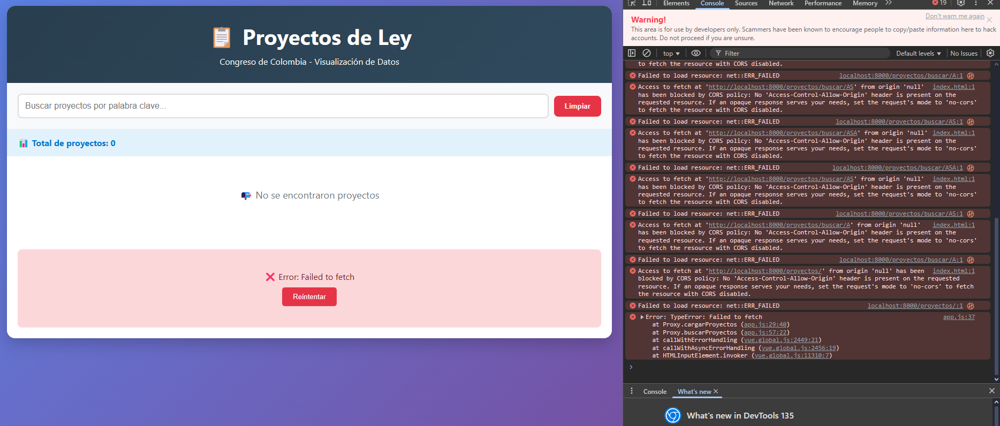 Proyectos de Ley
Congreso de Colombia - Visualización de Datos
Buscar proyectos por palabra clave...
Limpiar
Total de proyectos: 0
No se encontraron proyectos
Error: Failed to fetch
Reintentar
Elements Console Sources Network Performance Memory 19
Warning! Don't warn me again
This area is for use by developers only. Scammers have been known to encourage people to copy/paste information here to hack
accounts. Do not proceed if you are unsure.
top Filter Default levels No Issues
to fetch the resource with CORS disabled.
Failed to load resource: net::ERR_FAILED localhost:8000/proyectos/buscar/A:1
Access to fetch at 'http://localhost:8000/proyectos/buscar/AS' from origin 'null' index.html:1
has been blocked by CORS policy: No 'Access-Control-Allow-Origin' header is present on the
requested resource. If an opaque response serves your needs, set the request's mode to 'no-cors'
to fetch the resource with CORS disabled.
Failed to load resource: net::ERR_FAILED localhost:8000/proyectos/buscar/AS:1
Access to fetch at 'http://localhost:8000/proyectos/buscar/ASA' from origin 'null' index.html:1
has been blocked by CORS policy: No 'Access-Control-Allow-Origin' header is present on the
requested resource. If an opaque response serves your needs, set the request's mode to 'no-cors'
to fetch the resource with CORS disabled.
Failed to load resource: net::ERR_FAILED localhost:8000/proyectos/buscar/ASA:1
Access to fetch at 'http://localhost:8000/proyectos/buscar/AS' from origin 'null' index.html:1
has been blocked by CORS policy: No 'Access-Control-Allow-Origin' header is present on the
requested resource. If an opaque response serves your needs, set the request's mode to 'no-cors'
to fetch the resource with CORS disabled.
Failed to load resource: net::ERR_FAILED localhost:8000/proyectos/buscar/AS:1
Access to fetch at 'http://localhost:8000/proyectos/buscar/A' from origin 'null' index.html:1
has been blocked by CORS policy: No 'Access-Control-Allow-Origin' header is present on the
requested resource. If an opaque response serves your needs, set the request's mode to 'no-cors'
to fetch the resource with CORS disabled.
Failed to load resource: net::ERR_FAILED localhost:8000/proyectos/buscar/A:1
Access to fetch at 'http://localhost:8000/proyectos/' from origin 'null' has been index.html:1
blocked by CORS policy: No 'Access-Control-Allow-Origin' header is present on the requested
resource. If an opaque response serves your needs, set the request's mode to 'no-cors' to fetch
the resource with CORS disabled.
Failed to load resource: net::ERR_FAILED localhost:8000/proyectos/:1
Error: TypeError: Failed to fetch app.js:37
at Proxy.cargarProyectos (app.js:29:40)
at Proxy.buscarProyectos (app.js:57:22)
at callWithErrorHandling (vue.global.js:2449:21)
at callWithAsyncErrorHandling (vue.global.js:2456:19)
at HTMLInputElement.invoker (vue.global.js:11310:7)
Console What's new
What's new in DevTools 135